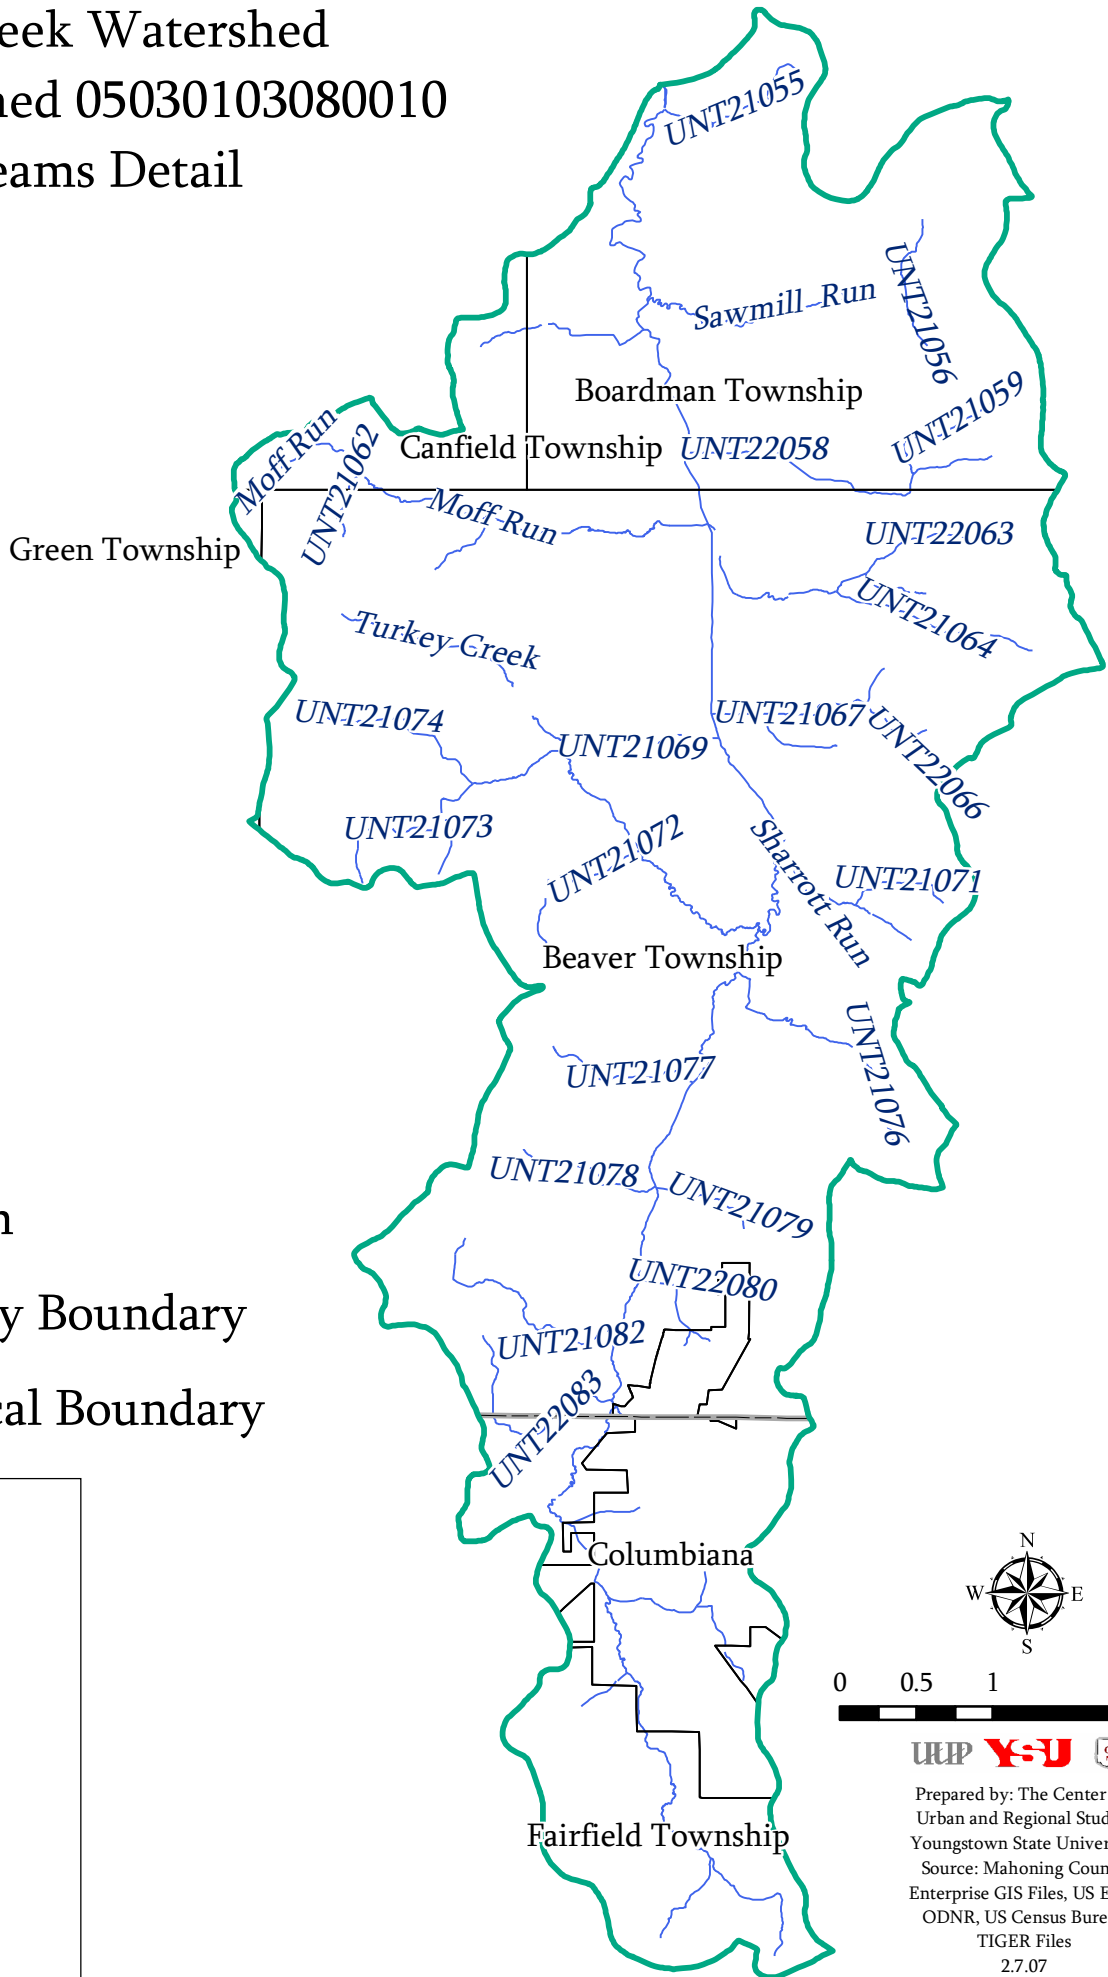 eek Watershed
ned 05030103080010
eams Detail
UNT21055
Sawmill Run
UNT21056
Boardman Township
UNT21059
Moff Run
UNT21062
Canfield Township
UNT22058
Moff Run
Green Township
UNT22063
UNT21064
Turkey Creek
UNT21074
UNT21067
UNT21069
UNT22066
UNT21073
UNT21072
Sharrott Run
UNT21071
Beaver Township
UNT21076
UNT21077
UNT21078
UNT21079
n
UNT22080
y Boundary
UNT21082
cal Boundary
UNT22083
Columbiana
N
W E
S
0 0.5 1
YSU
Prepared by: The Center
Urban and Regional Stud
Youngstown State Univer
Source: Mahoning Coun
Enterprise GIS Files, US E
ODNR, US Census Bure
TIGER Files
2.7.07
Fairfield Township